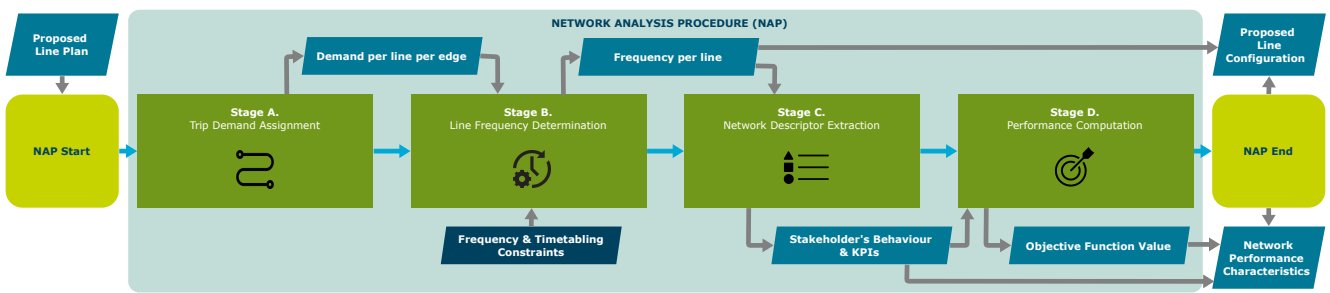 NETWORK ANALYSIS PROCEDURE (NAP)
Proposed
Line Plan
Demand per line per edge
Frequency per line
Proposed
Line
Configuration
NAP Start
Stage A.
Trip Demand Assignment
Stage B.
Line Frequency Determination
Stage C.
Network Descriptor Extraction
Stage D.
Performance Computation
NAP End
Frequency & Timetabling
Constraints
Stakeholder's Behaviour
& KPIs
Objective Function Value
Network
Performance
Characteristics